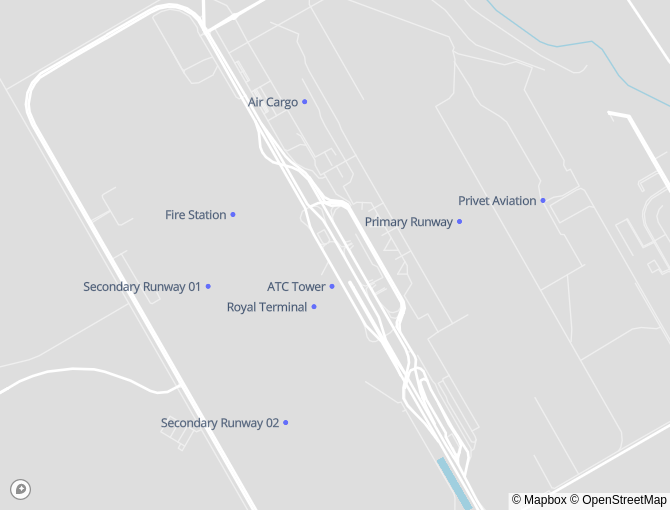 Air Cargo
Privet Aviation
Fire Station
Primary Runway
Secondary Runway 01
ATC Tower
Royal Terminal
Secondary Runway 02
© Mapbox © OpenStreetMap